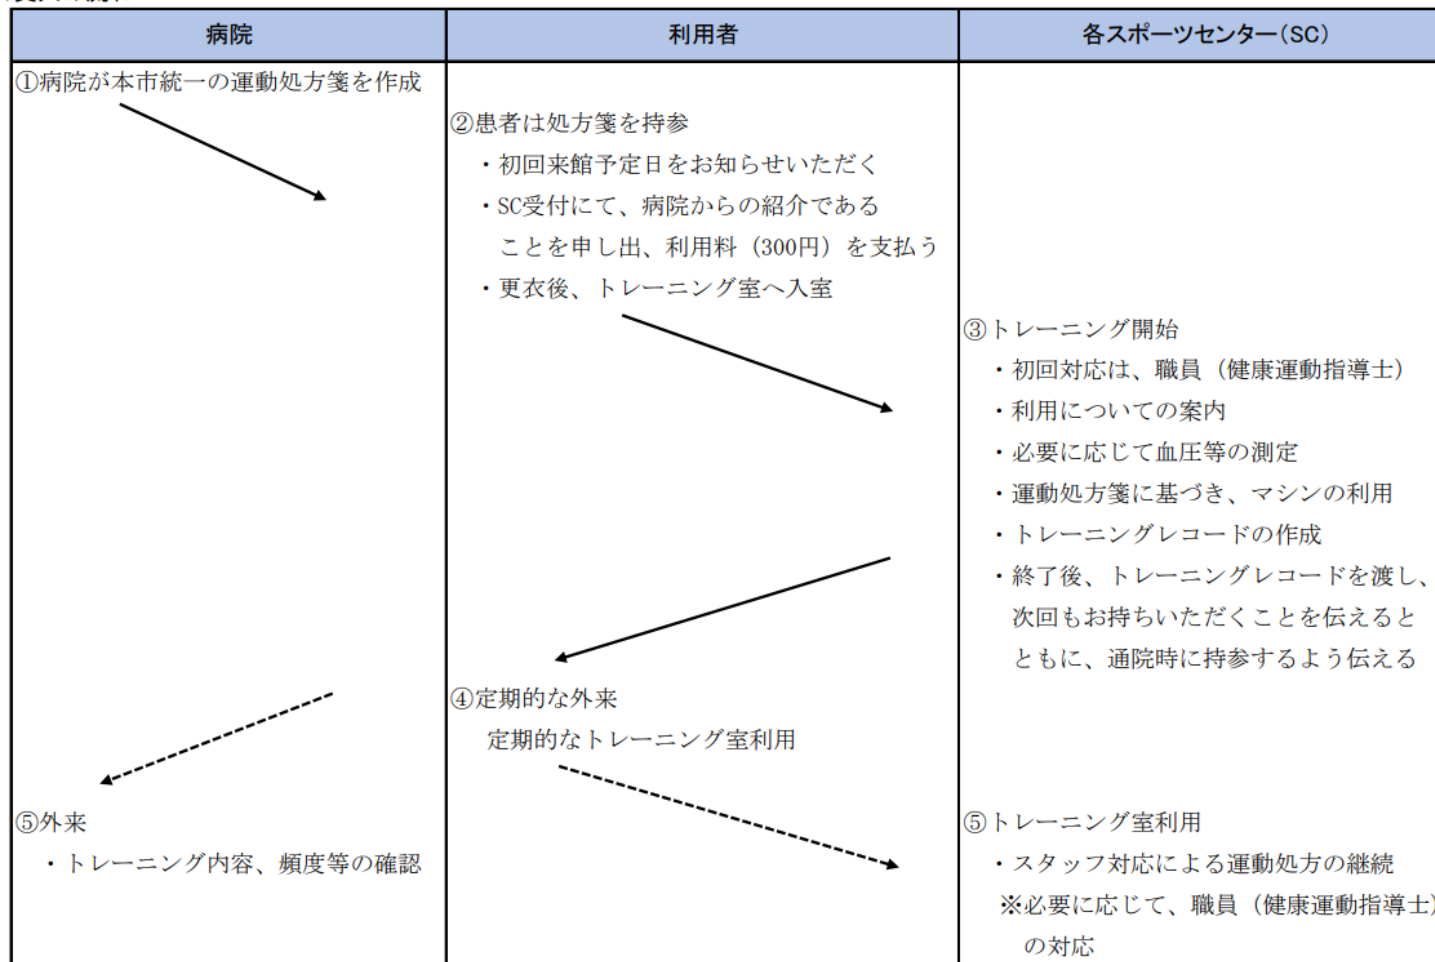 病院
利用者
各スポーツセンター（SC）
①病院が本市統一の運動処方箋を作成
②患者は処方箋を持参
・初回来館予定日をお知らせいただく
・SC受付にて、病院からの紹介である
ことを申し出、利用料（300円）を支払う
・更衣後、トレーニング室へ入室
③トレーニング開始
・初回対応は、職員（健康運動指導士）
・利用についての案内
・必要に応じて血圧等の測定
・運動処方箋に基づき、マシンの利用
・トレーニングレコードの作成
・終了後、トレーニングレコードを渡し、
次回もお持ちいただくことを伝えると
ともに、通院時に持参するよう伝える
④定期的な外来
定期的なトレーニング室利用
⑤外来
・トレーニング内容、頻度等の確認
⑤トレーニング室利用
・スタッフ対応による運動処方の継続
※必要に応じて、職員（健康運動指導士）
の対応